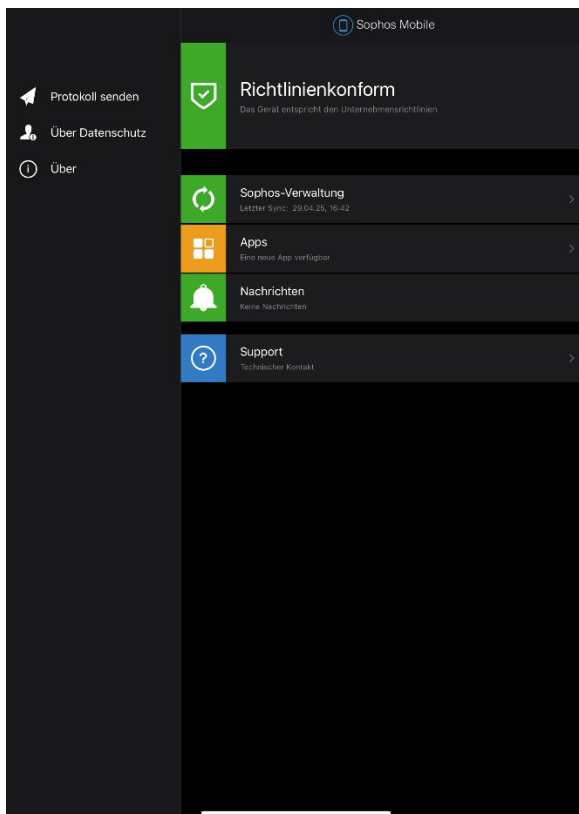 Sophos Mobile
Protokoll senden
Über Datenschutz
Über
Richtlinienkonform
Das Gerät entspricht den Unternehmensrichtlinien
Sophos-Verwaltung
Letzter Sync: 29.04.25, 16:42
Apps
Eine neue App verfügbar
Nachrichten
Keine Nachrichten
Support
Technischer Kontakt